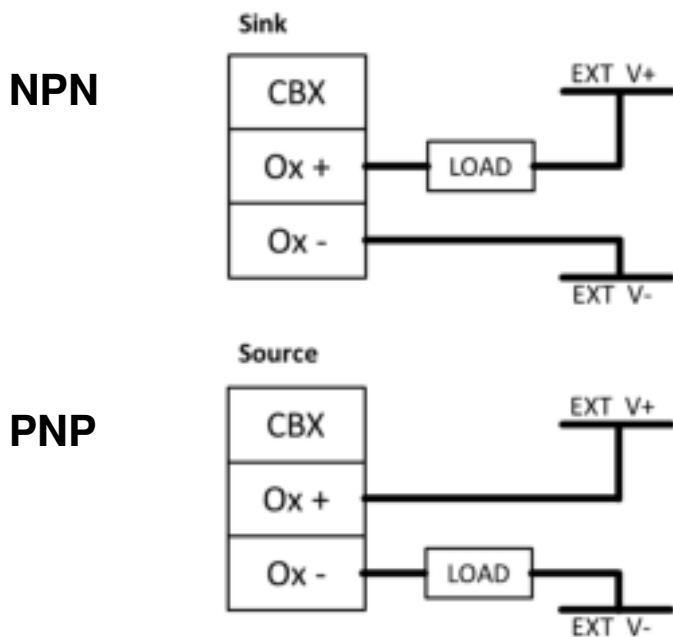 Sink
NPN
CBX
EXT V+
Ox +
LOAD
Ox -
EXT V-
Source
PNP
CBX
EXT V+
Ox +
Ox -
LOAD
EXT V-